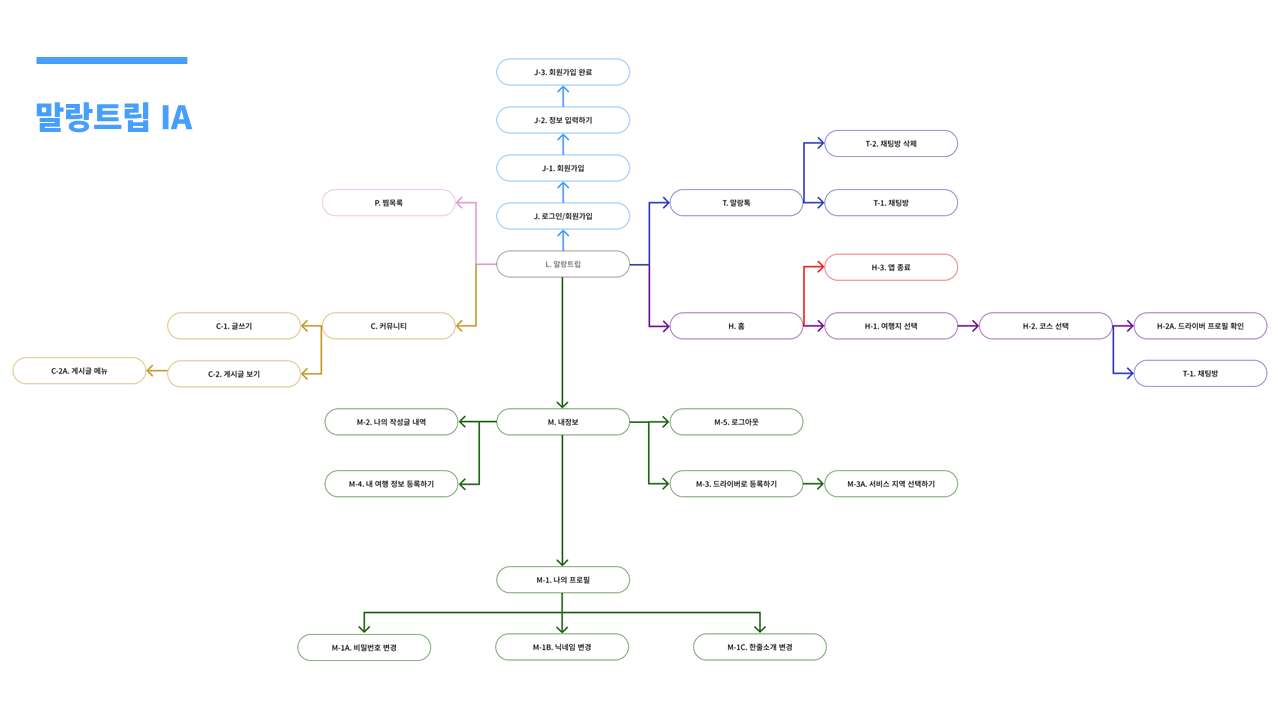 말랑트립 IA
J-3. 회원가입 완료
J-2. 정보 입력하기
J-1. 회원가입
J. 로그인/회원가입
L. 말랑트립
P. 찜목록
T. 말랑톡
T-2. 채팅방 삭제
T-1. 채팅방
H-3. 앱 종료
C-1. 글쓰기
C. 커뮤니티
H. 홈
H-1. 여행지 선택
H-2. 코스 선택
H-2A. 드라이버 프로필 확인
C-2A. 게시글 메뉴
C-2. 게시글 보기
T-1. 채팅방
M-2. 나의 작성글 내역
M. 내정보
M-5. 로그아웃
M-4. 내 여행 정보 등록하기
M-3. 드라이버로 등록하기
M-3A. 서비스 지역 선택하기
M-1. 나의 프로필
M-1A. 비밀번호 변경
M-1B. 닉네임 변경
M-1C. 한줄소개 변경